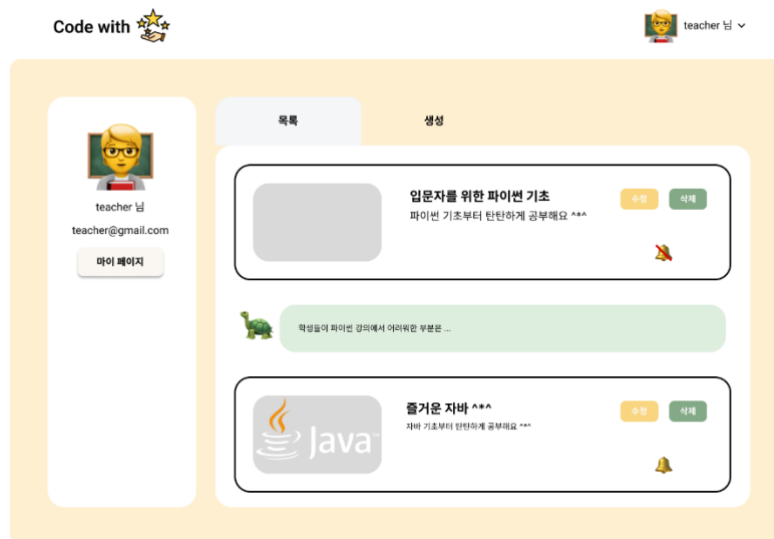 Code with
teacher 님
teacher 님
teacher@gmail.com
마이 페이지
목록
생성
입문자를 위한 파이썬 기초
파이썬 기초부터 탄탄하게 공부해요 ^*^
수정
삭제
학생들이 파이썬 강의에서 어려워한 부분은 ...
Java™
즐거운 자바 ^*^
자바 기초부터 탄탄하게 공부해요 ^*^
수정
삭제